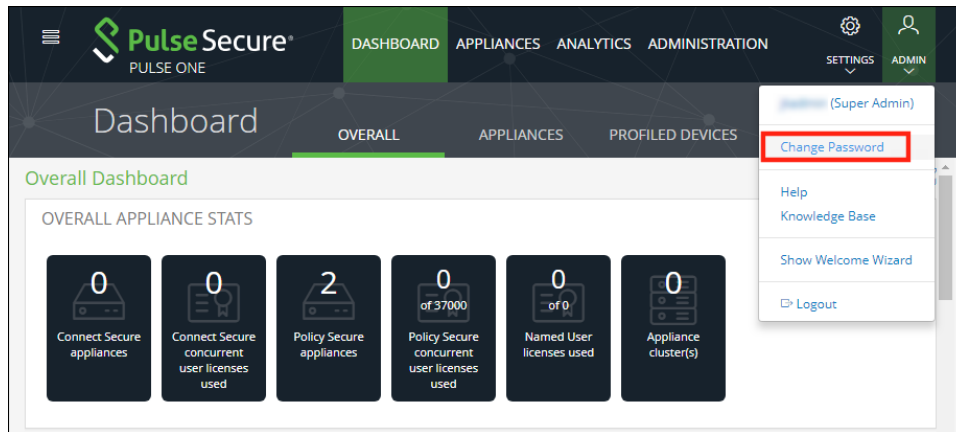 Pulse Secure®
PULSE ONE
DASHBOARD
APPLIANCES
ANALYTICS
ADMINISTRATION
SETTINGS
ADMIN
Dashboard
OVERALL
APPLIANCES
PROFILED DEVICES
(Super Admin)
Change Password
Help
Knowledge Base
Show Welcome Wizard
Logout
Overall Dashboard
OVERALL APPLIANCE STATS
0
Connect Secure
appliances
0
Connect Secure
concurrent
user licenses
used
2
Policy Secure
appliances
0
of 37000
Policy Secure
concurrent
user licenses
used
0
of 0
Named User
licenses used
0
Appliance
cluster(s)